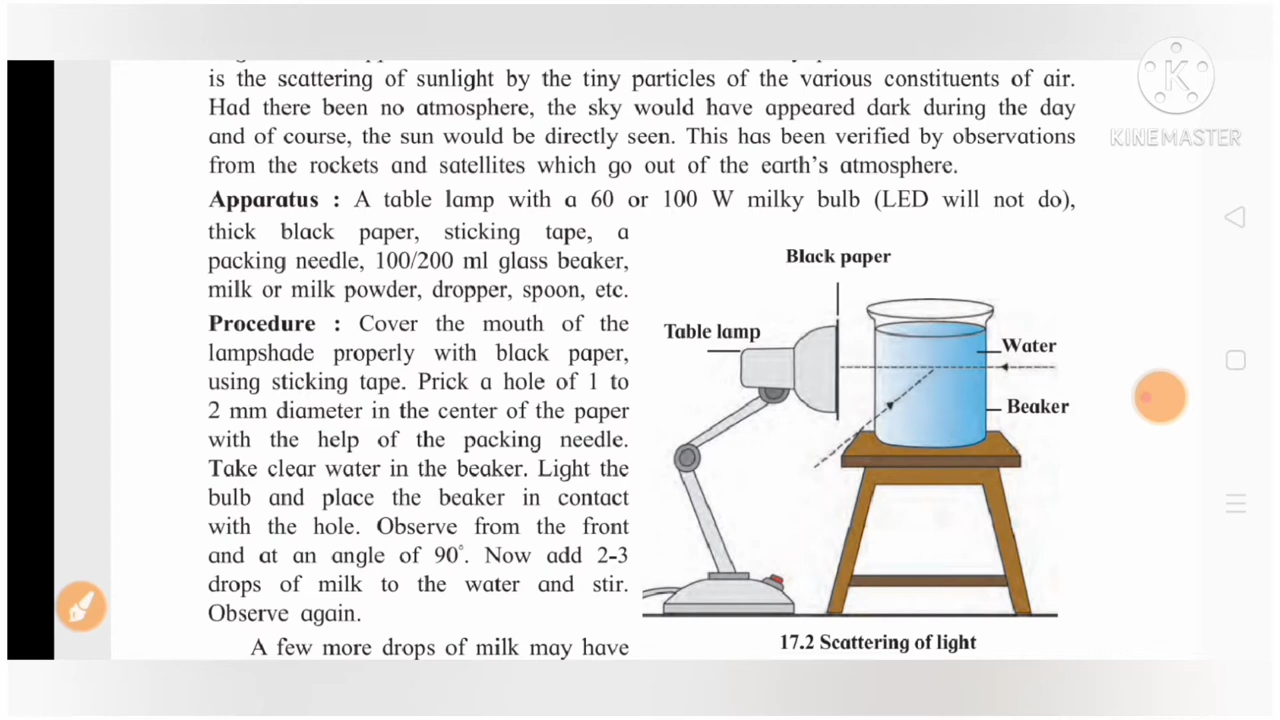 is the scattering of sunlight by the tiny particles of the various constituents of air.
Had there been no atmosphere, the sky would have appeared dark during the day
and of course, the sun would be directly seen. This has been verified by observations
from the rockets and satellites which go out of the earth's atmosphere.
Apparatus : A table lamp with a 60 or 100 W milky bulb (LED will not do),
thick black paper, sticking tape, a
packing needle, 100/200 ml glass beaker,
milk or milk powder, dropper, spoon, etc.
Procedure : Cover the mouth of the
lampshade properly with black paper,
using sticking tape. Prick a hole of 1 to
2 mm diameter in the center of the paper
with the help of the packing needle.
Take clear water in the beaker. Light the
bulb and place the beaker in contact
with the hole. Observe from the front
and at an angle of 90°. Now add 2-3
drops of milk to the water and stir.
Observe again.
A few more drops of milk may have
Black paper
Table lamp
Water
Beaker
17.2 Scattering of light
K
KINEMASTER